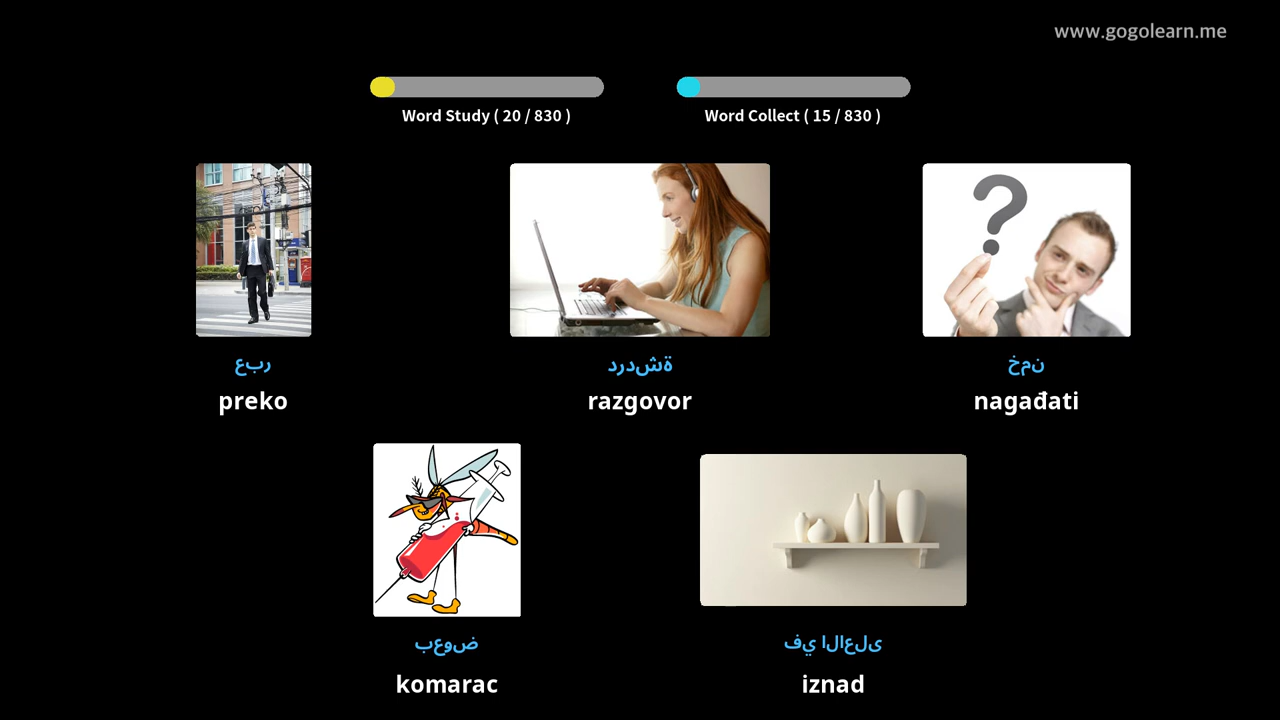 www.gogolearn.me
Word Study ( 20 / 830 )
Word Collect ( 15 / 830 )
عبر
preko
دردشة
razgovor
خمن
nagađati
بعوض
komarac
في الاعلى
iznad